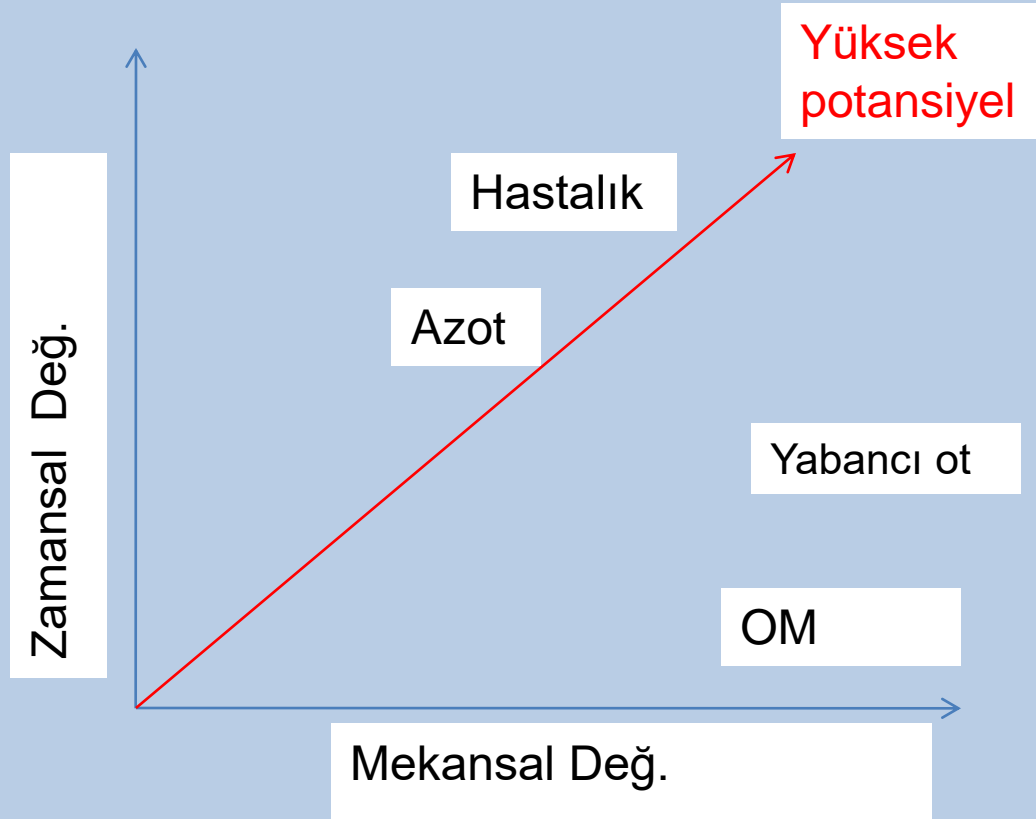 Yüksek
potansiyel
Hastalık
Azot
Zamansal Değ.
Yabancı ot
OM
Mekansal Değ.